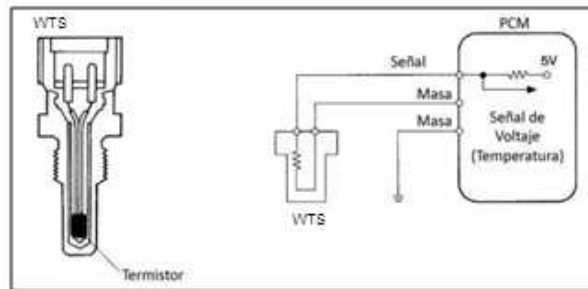 WTS
Termistor
PCM
5V
Señal
Masa
Masa
Señal de
Voltaje
(Temperatura)
WTS